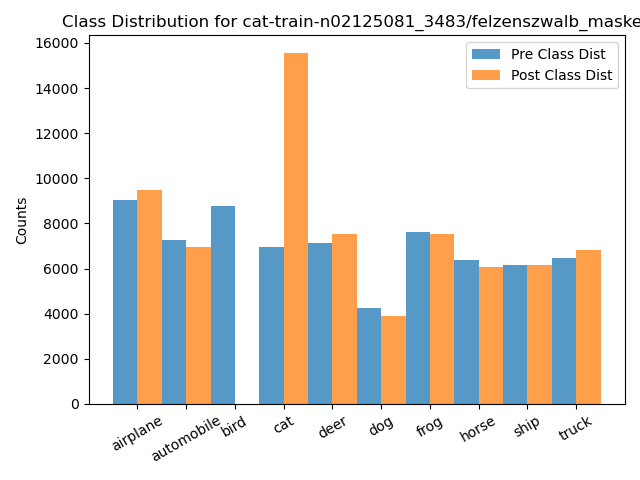 Class Distribution for cat-train-n02125081_3483/felzenszwalb_maske
Pre Class Dist
Post Class Dist
Counts
16000
14000
12000
10000
8000
6000
4000
2000
0
airplane
automobile
bird
cat
deer
dog
frog
horse
ship
truck